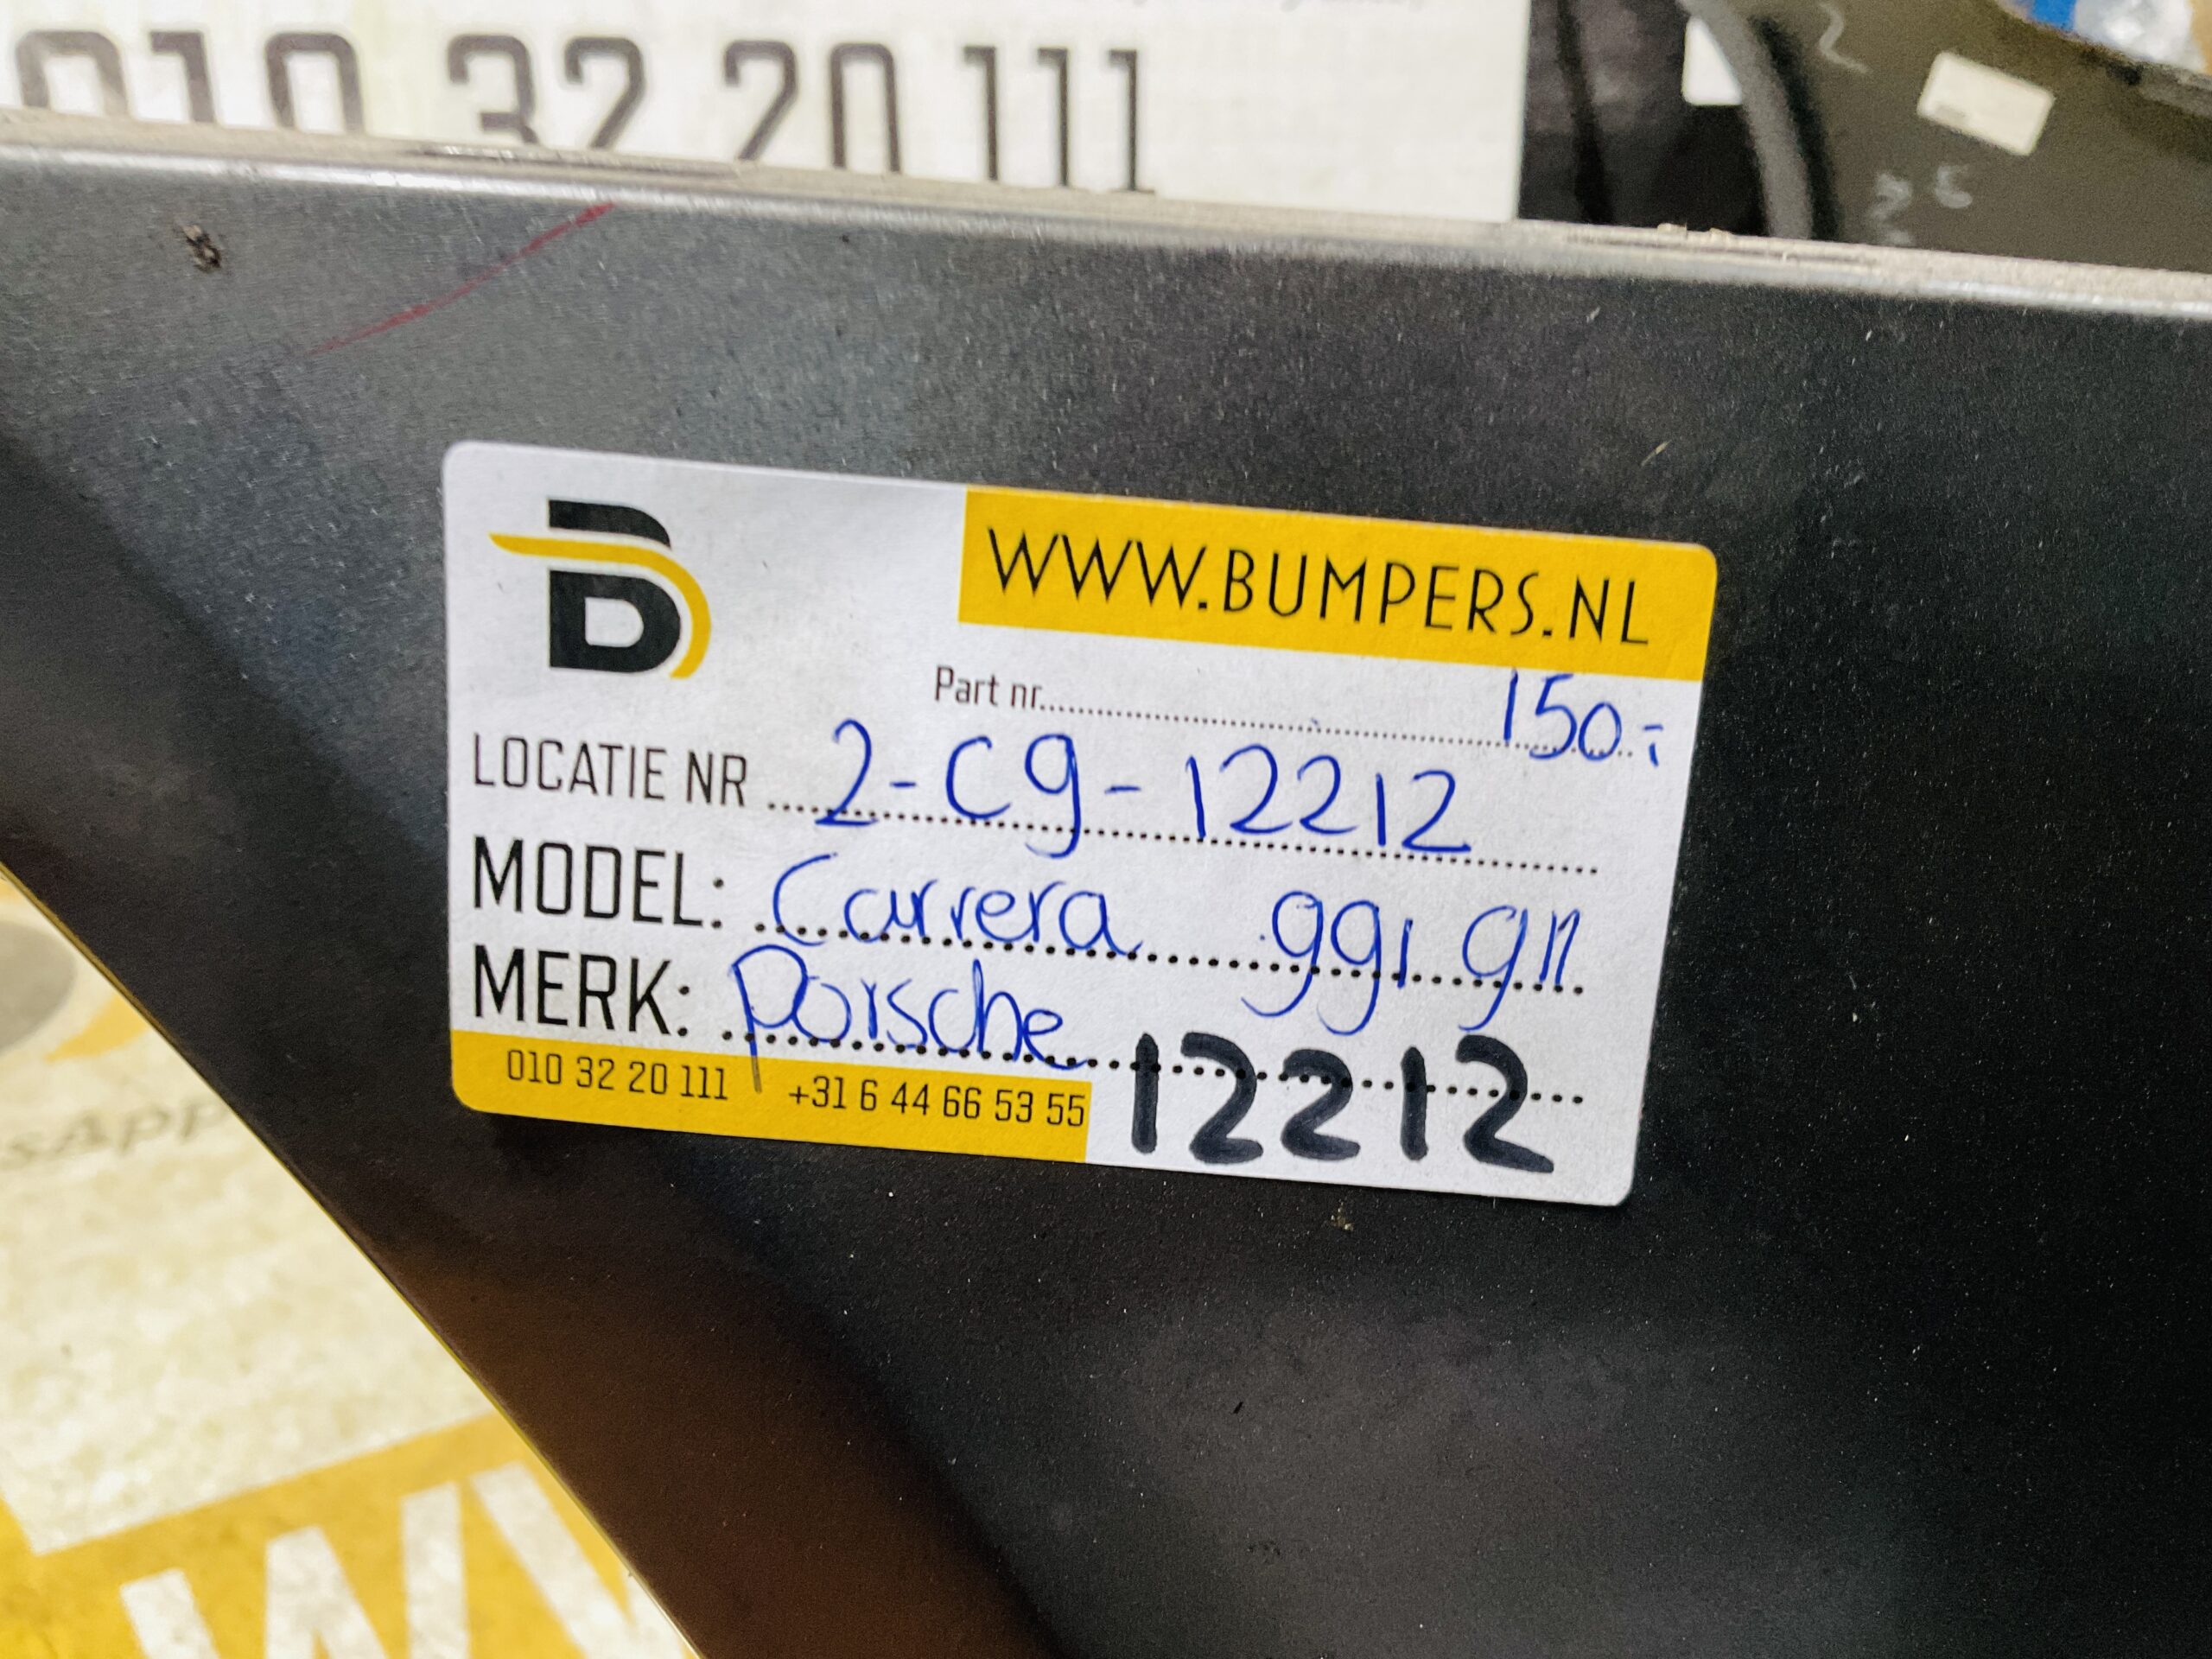 010 32 20 111
WWW.BUMPERS.NL
Part nr. 150,-
LOCATIE NR 2-C9-12212
MODEL: Carrera 991 911
MERK: Porsche
010 32 20 111 +31 6 44 66 53 55 12212